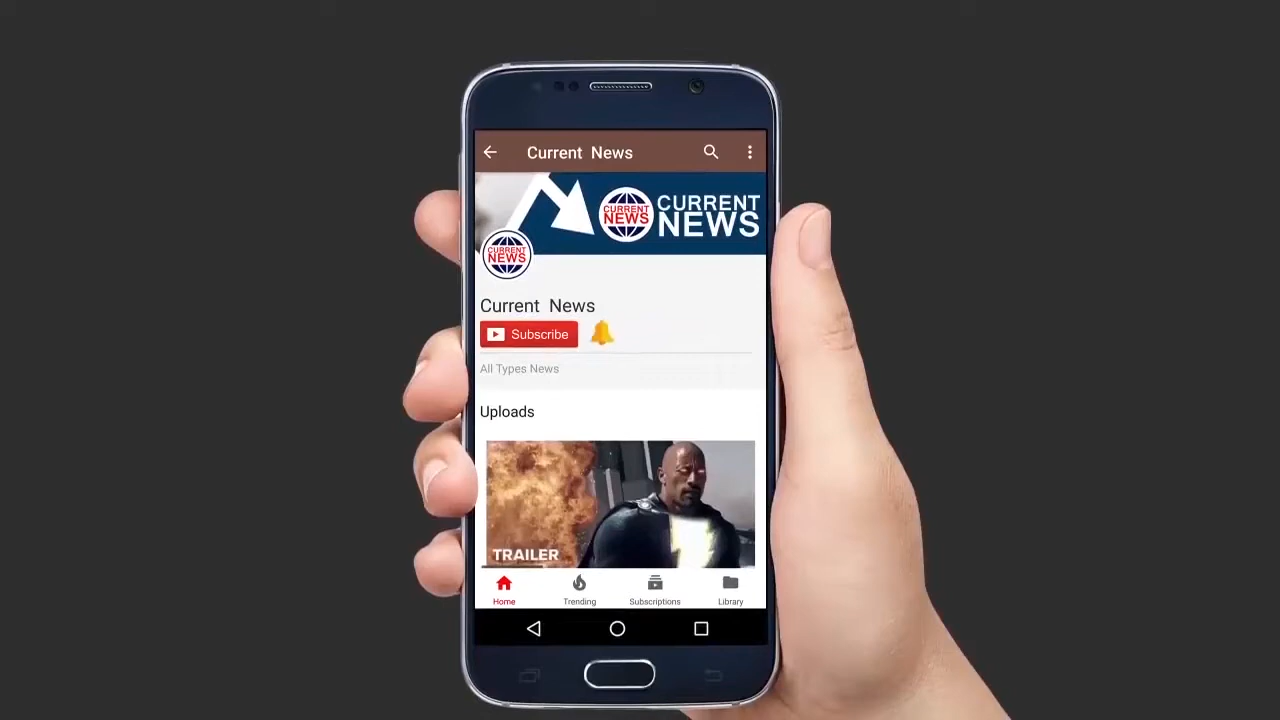 Current News
CURRENT
NEWS
CURRENT
NEWS
CURRENT
NEWS
Current News
Subscribe
All Types News
Uploads
TRAILER
Home
Trending
Subscriptions
Library